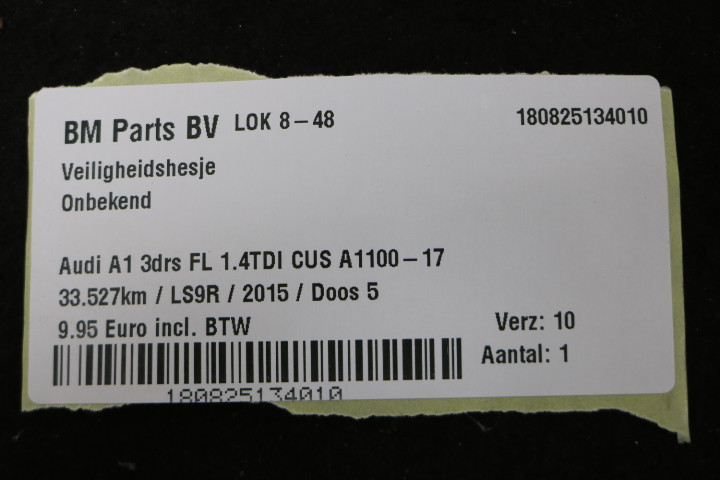 BM Parts BV LOK 8-48 180825134010
Veiligheidshesje
Onbekend
Audi A1 3drs FL 1.4TDI CUS A1100-17
33.527km / LS9R / 2015 / Doos 5
9.95 Euro incl. BTW Verz: 10
Aantal: 1
180825134010